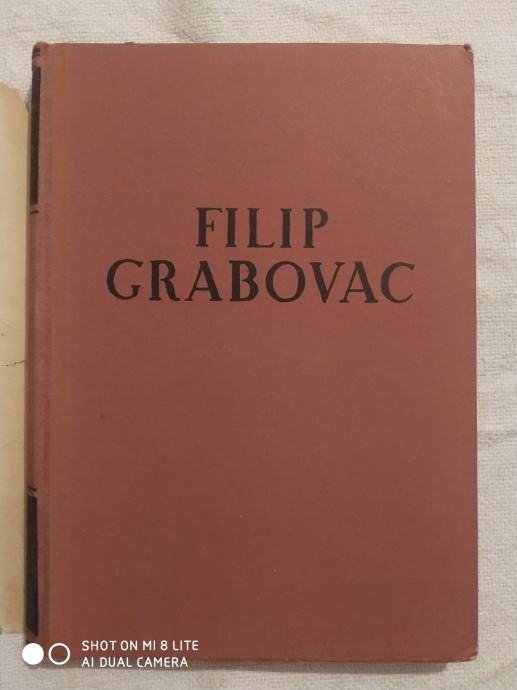 FILIP
GRABOVAC
SHOT ON MI 8 LITE
AI DUAL CAMERA